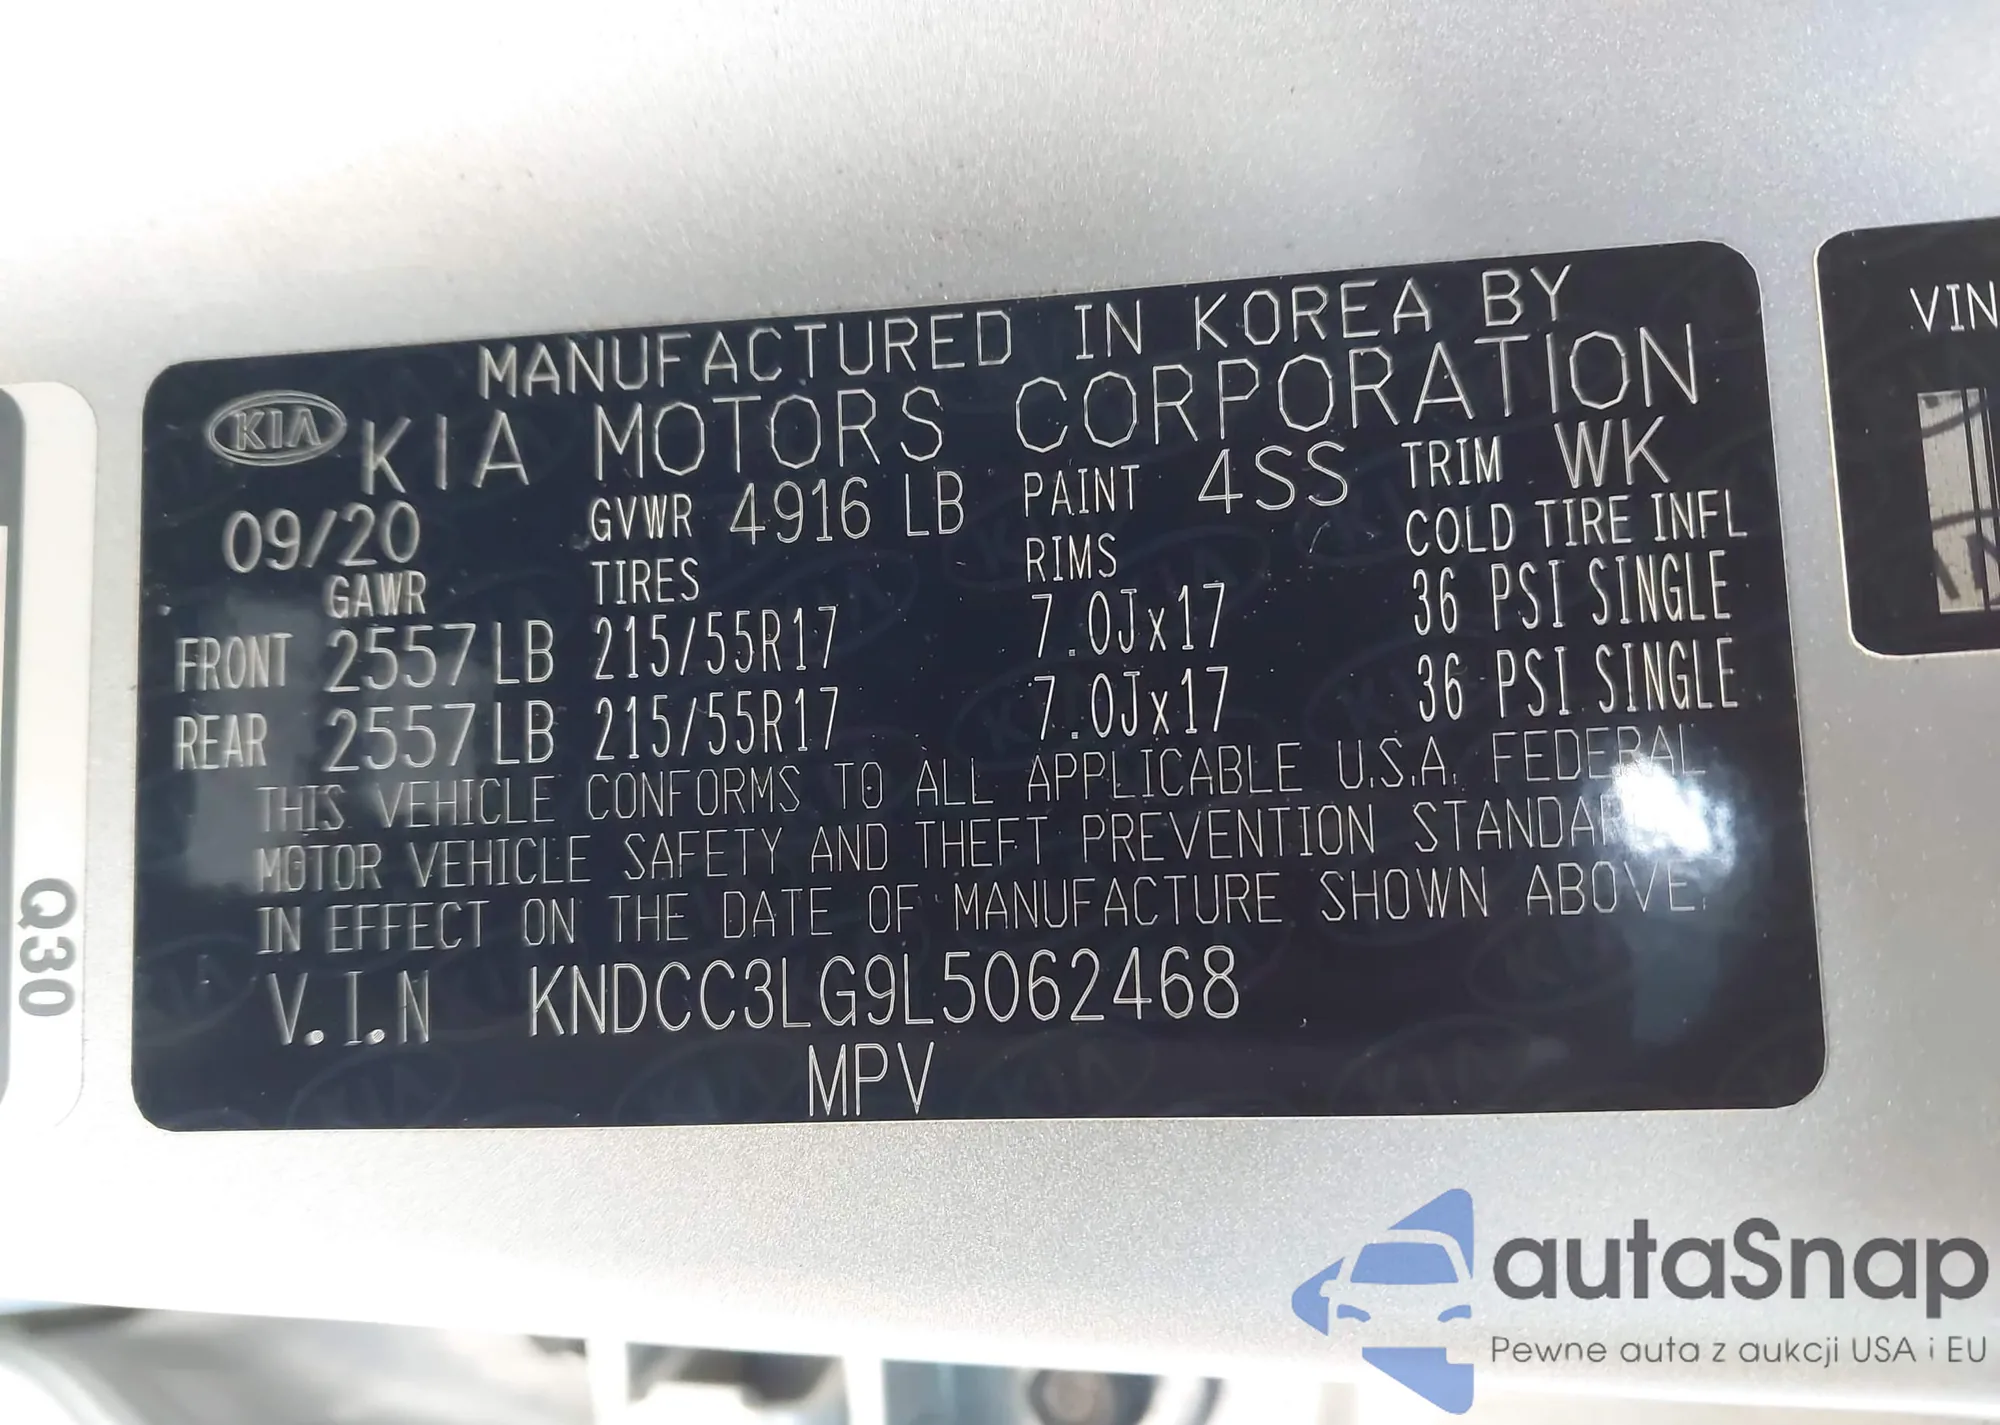 MANUFACTURED IN KOREA BY
KIA KIA MOTORS CORPORATION
09/20 GVWR 4916 LB PAINT 4SS TRIM WK
GAWR TIRES RIMS COLD TIRE INFL
FRONT 2557 LB 215/55R17 7.0Jx17 36 PSI SINGLE
REAR 2557 LB 215/55R17 7.0Jx17 36 PSI SINGLE
THIS VEHICLE CONFORMS TO ALL APPLICABLE U.S.A. FEDERAL
MOTOR VEHICLE SAFETY AND THEFT PREVENTION
IN EFFECT ON THE DATE OF MANUFACTURE SHOWN ABOVE.
V.I.N KNDCC3LG9L5062468
MPV
VIN
Q30
autaSnap
Pewne auta z aukcji USA i EU